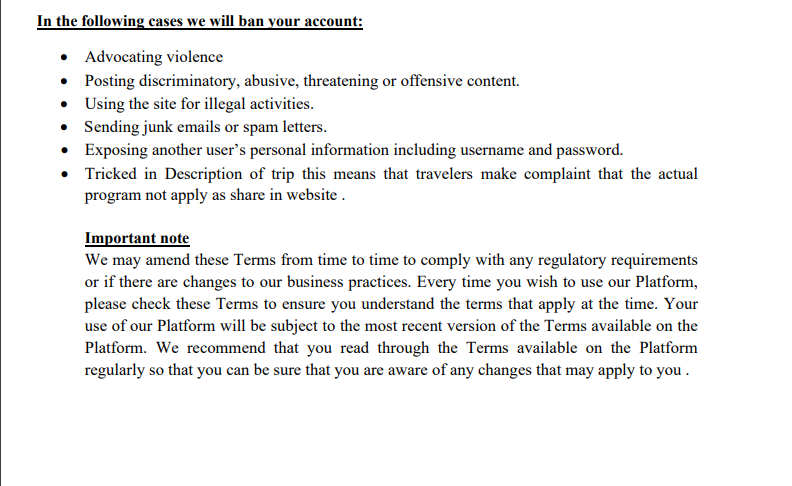 In the following cases we will ban your account:
• Advocating violence
• Posting discriminatory, abusive, threatening or offensive content.
• Using the site for illegal activities.
• Sending junk emails or spam letters.
• Exposing another user’s personal information including username and password.
• Tricked in Description of trip this means that travelers make complaint that the actual
program not apply as share in website .
Important note
We may amend these Terms from time to time to comply with any regulatory requirements
or if there are changes to our business practices. Every time you wish to use our Platform,
please check these Terms to ensure you understand the terms that apply at the time. Your
use of our Platform will be subject to the most recent version of the Terms available on the
Platform. We recommend that you read through the Terms available on the Platform
regularly so that you can be sure that you are aware of any changes that may apply to you .